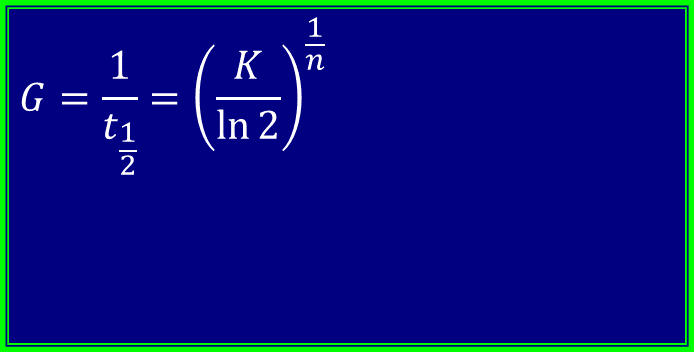 G = 1/t_{1/2} = (K/ln 2)^{1/n}